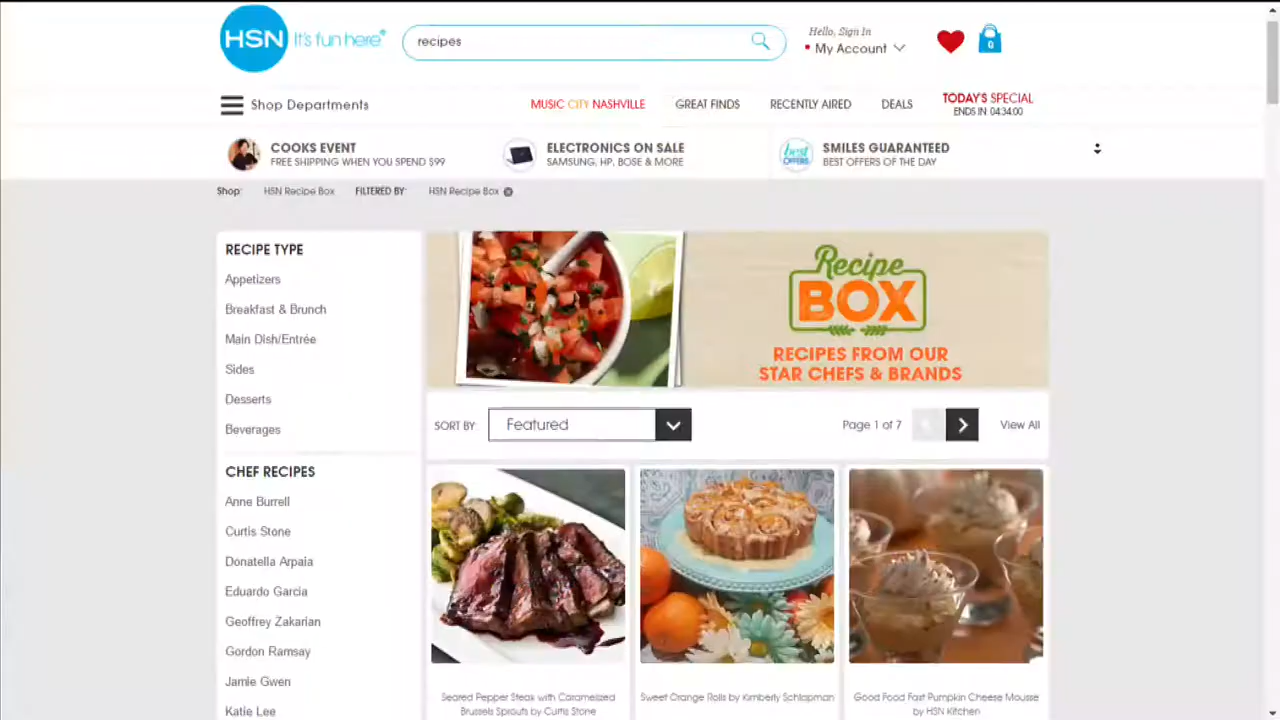 HSN it's fun here
recipes
Hello, Sign In
My Account
0
Shop Departments
MUSIC CITY NASHVILLE
GREAT FINDS
RECENTLY AIRED
DEALS
TODAY'S SPECIAL
ENDS IN 04:34:00
COOKS EVENT
FREE SHIPPING WHEN YOU SPEND $99
ELECTRONICS ON SALE
SAMSUNG, HP, BOSE & MORE
best OFFERS
SMILES GUARANTEED
BEST OFFERS OF THE DAY
Shop: HSN Recipe Box FILTERED BY: HSN Recipe Box
RECIPE TYPE
Appetizers
Breakfast & Brunch
Main Dish/Entrée
Sides
Desserts
Beverages
CHEF RECIPES
Anne Burrell
Curtis Stone
Donatella Arpaia
Eduardo Garcia
Geoffrey Zakarian
Gordon Ramsay
Jamie Gwen
Katie Lee
Recipe
BOX
RECIPES FROM OUR
STAR CHEFS & BRANDS
SORT BY: Featured
Page 1 of 7
View All
Seared Pepper Steak with Caramelized
Brussels Sprouts by Curtis Stone
Sweet Orange Rolls by Kimberly Schlapman
Good Food Fast Pumpkin Cheese Mousse
by HSN Kitchen